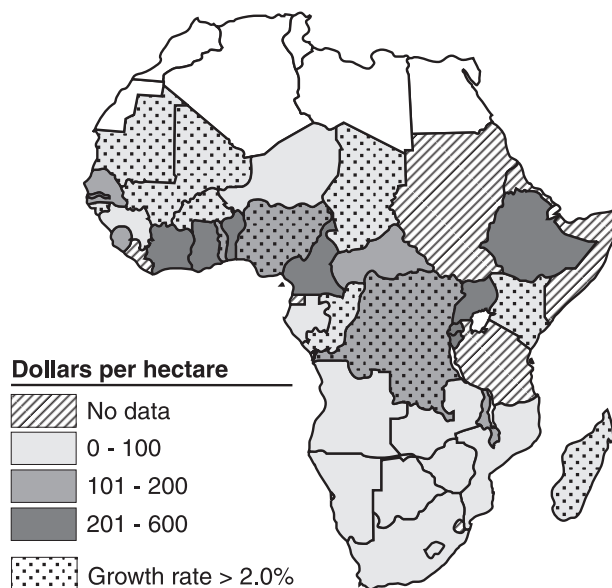 Dollars per hectare
No data
0 - 100
101 - 200
201 - 600
Growth rate > 2.0%